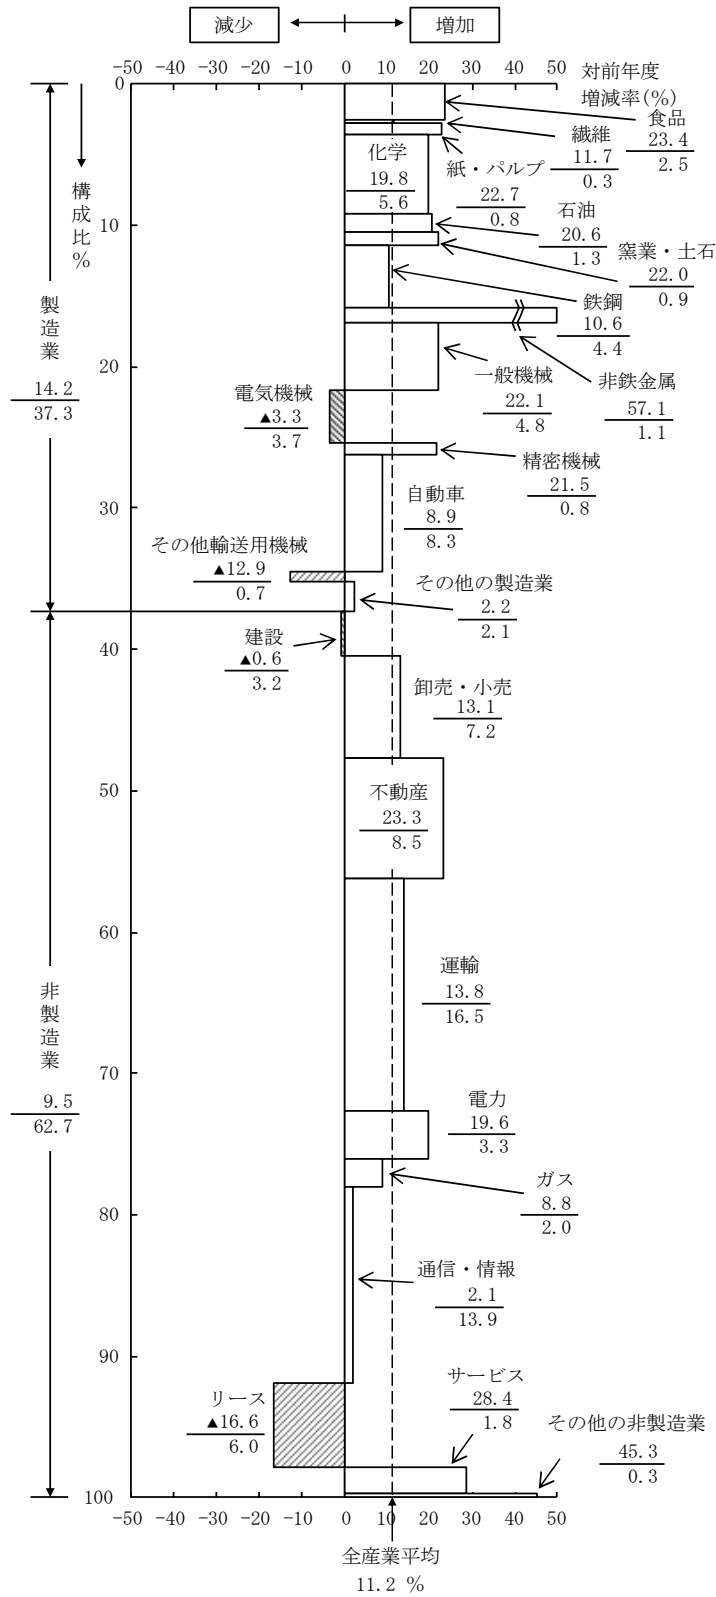 減少
増加
-50 -40 -30 -20 -10 0 10 20 30 40 50
対前年度
増減率(%)
0
10
20
30
40
50
60
70
80
90
100
構成比%
製造業
14.2
37.3
非製造業
9.5
62.7
食品
23.4
2.5
繊維
11.7
0.3
化学
19.8
5.6
紙・パルプ
22.7
0.8
石油
20.6
1.3
窯業・土石
22.0
0.9
鉄鋼
10.6
4.4
非鉄金属
57.1
1.1
一般機械
22.1
4.8
電気機械
▲3.3
3.7
精密機械
21.5
0.8
自動車
8.9
8.3
その他輸送用機械
▲12.9
0.7
その他の製造業
2.2
2.1
建設
▲0.6
3.2
卸売・小売
13.1
7.2
不動産
23.3
8.5
運輸
13.8
16.5
電力
19.6
3.3
ガス
8.8
2.0
通信・情報
2.1
13.9
リース
▲16.6
6.0
サービス
28.4
1.8
その他の非製造業
45.3
0.3
-50 -40 -30 -20 -10 0 10 20 30 40 50
全産業平均
11.2 %